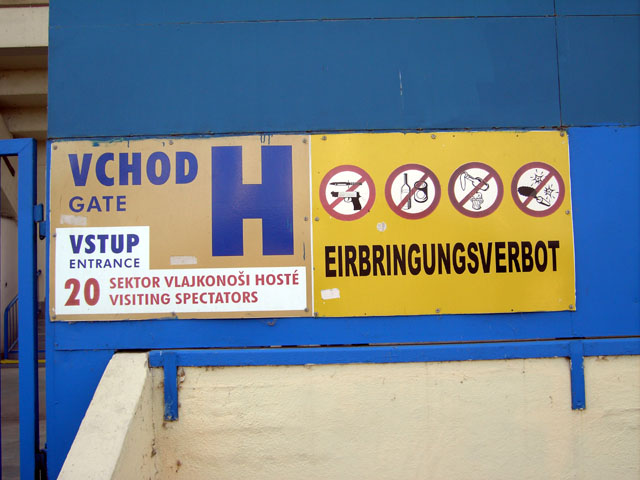 VCHOD
GATE
H
VSTUP
ENTRANCE
20 SEKTOR VLAJKONOŠI HOSTÉ
VISITING SPECTATORS
EIRBRINGUNGSVERBOT